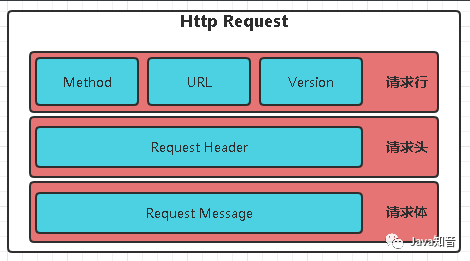 Http Request
Method URL Version 请求行
Request Header 请求头
Request Message 请求体
Java知音